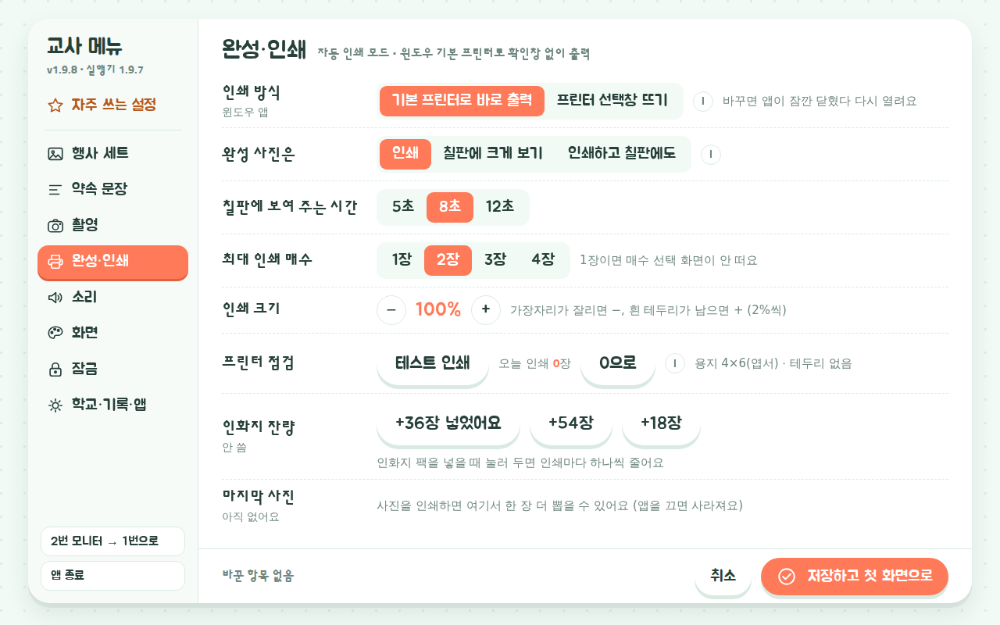 교사 메뉴
v1.9.8 · 실행기 1.9.7
자주 쓰는 설정
행사 세트
약속 문장
촬영
완성·인쇄
소리
화면
잠금
학교·기록·앱
2번 모니터 → 1번으로
앱 종료
완성·인쇄 자동 인쇄 모드 · 윈도우 기본 프린터로 확인창 없이 출력
인쇄 방식
윈도우 앱
기본 프린터로 바로 출력 프린터 선택창 뜨기 I 바꾸면 앱이 잠깐 닫혔다 다시 열려요
완성 사진은 인쇄 칠판에 크게 보기 인쇄하고 칠판에도 I
칠판에 보여 주는 시간 5초 8초 12초
최대 인쇄 매수 1장 2장 3장 4장 1장이면 매수 선택 화면이 안 떠요
인쇄 크기 − 100% + 가장자리가 잘리면 −, 흰 테두리가 남으면 + (2%씩)
프린터 점검 테스트 인쇄 오늘 인쇄 0장 0으로 I 용지 4×6(엽서) · 테두리 없음
인화지 잔량
안 씀
+36장 넣었어요 +54장 +18장
인화지 팩을 넣을 때 눌러 두면 인쇄마다 하나씩 줄어요
마지막 사진
아직 없어요
사진을 인쇄하면 여기서 한 장 더 뽑을 수 있어요 (앱을 끄면 사라져요)
바꾼 항목 없음 취소 저장하고 첫 화면으로